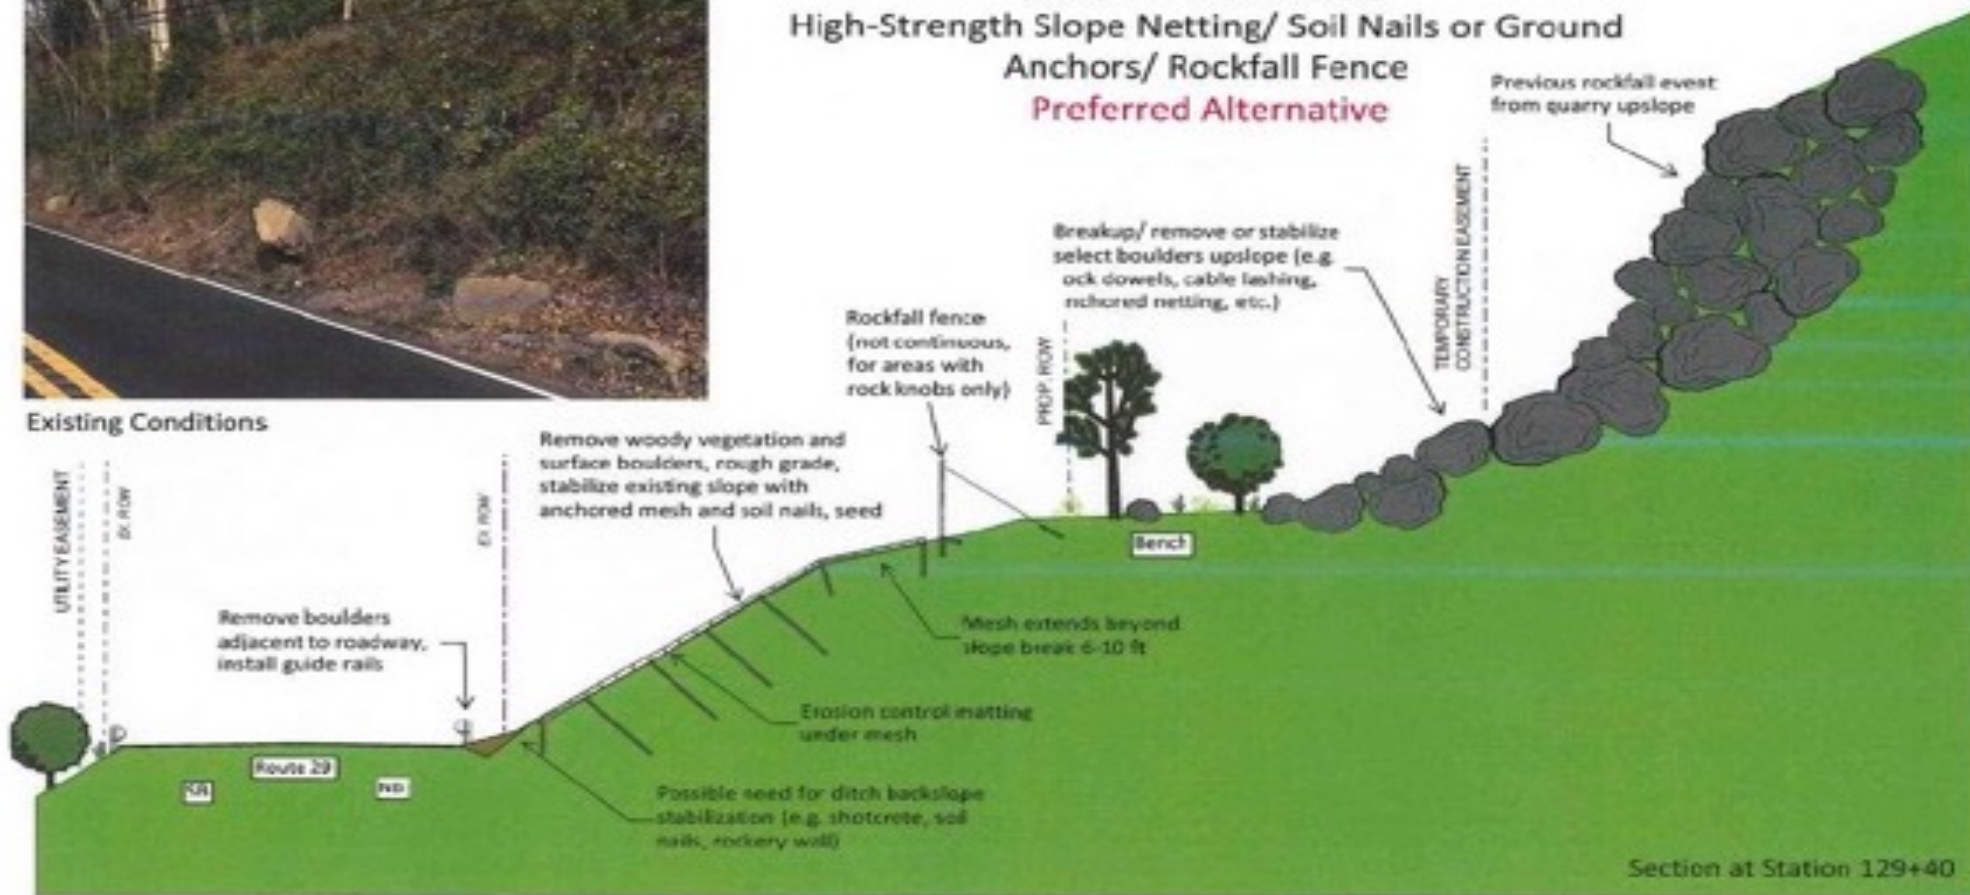 High-Strength Slope Netting/ Soil Nails or Ground
Anchors/ Rockfall Fence
Preferred Alternative
Previous rockfall event
from quarry upslope
TEMPORARY
CONSTRUCTION EASEMENT
Breakup/ remove or stabilize
select boulders upslope (e.g.
ock dowels, cable lashing,
nchored netting, etc.)
Rockfall fence
(not continuous,
for areas with
rock knobs only)
PROP. ROW
Existing Conditions
Remove woody vegetation and
surface boulders, rough grade,
stabilize existing slope with
anchored mesh and soil nails, seed
UTILITY EASEMENT
EX. ROW
EX. ROW
Bench
Remove boulders
adjacent to roadway,
install guide rails
Mesh extends beyond
slope break 6-10 ft
Erosion control matting
under mesh
Route 29
SB
NB
Possible need for ditch backslope
stabilization (e.g. shotcrete, soil
nails, rockery wall)
Section at Station 129+40